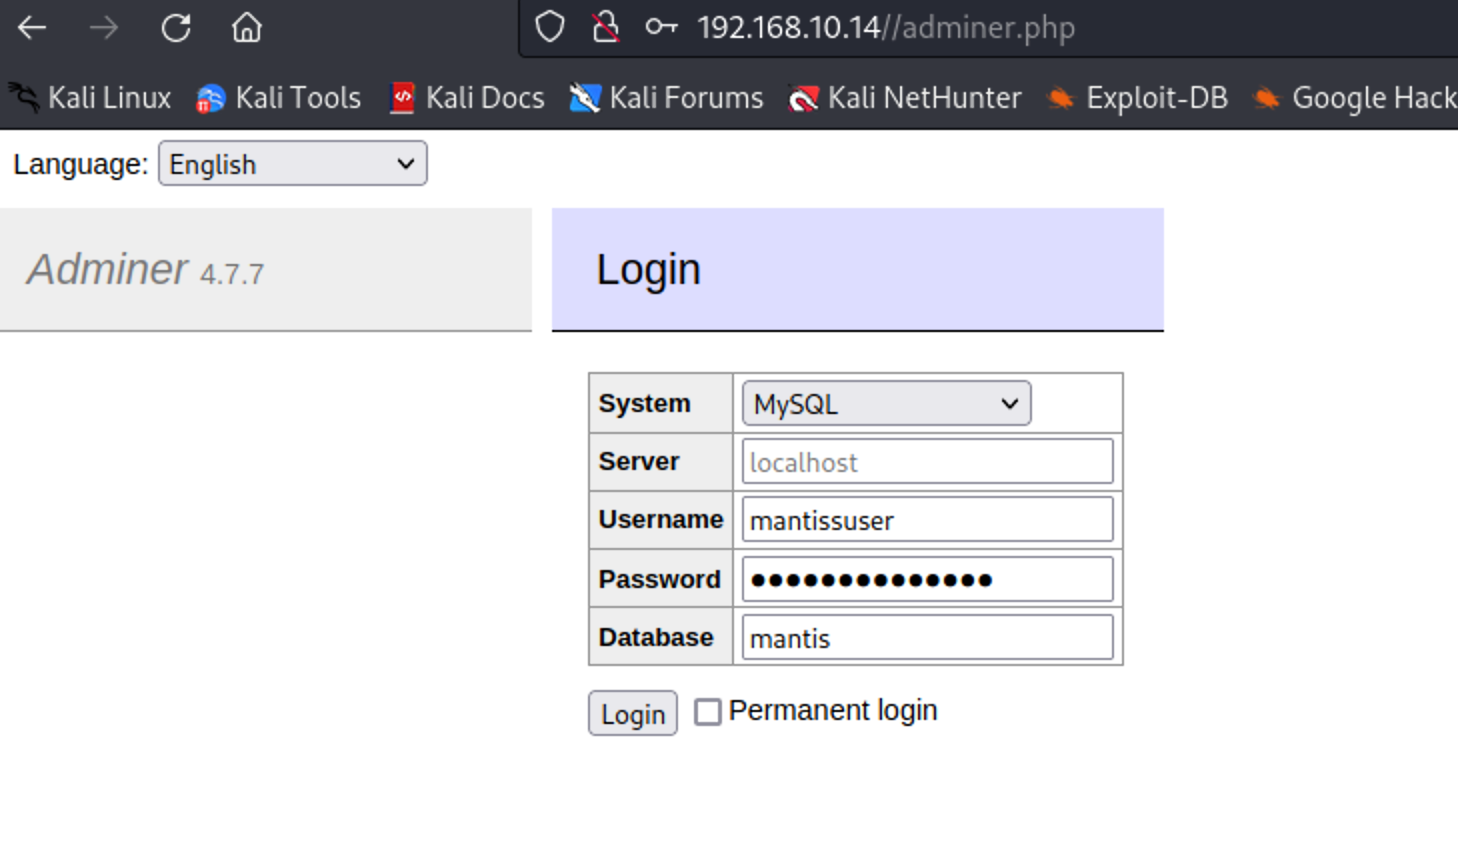 192.168.10.14//adminer.php
Kali Linux Kali Tools Kali Docs Kali Forums Kali NetHunter Exploit-DB Google Hack
Language: English
Adminer 4.7.7
Login
System MySQL
Server localhost
Username mantissuser
Password ••••••••••••••
Database mantis
Login Permanent login